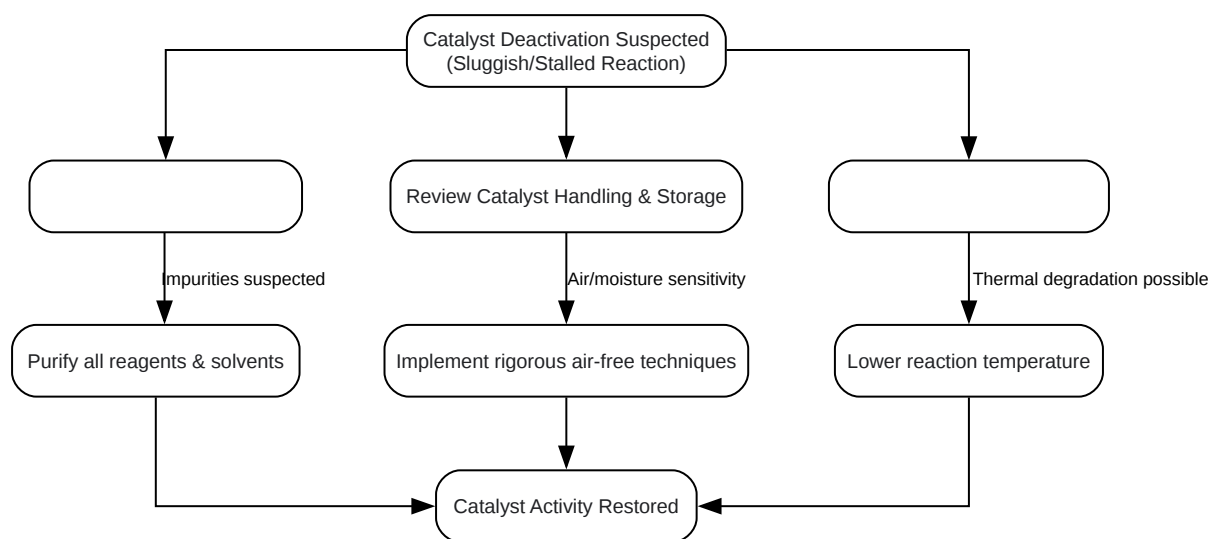 Catalyst Deactivation Suspected
(Sluggish/Stalled Reaction)
Review Catalyst Handling & Storage
Impurities suspected
Air/moisture sensitivity
Thermal degradation possible
Purify all reagents & solvents
Implement rigorous air-free techniques
Lower reaction temperature
Catalyst Activity Restored